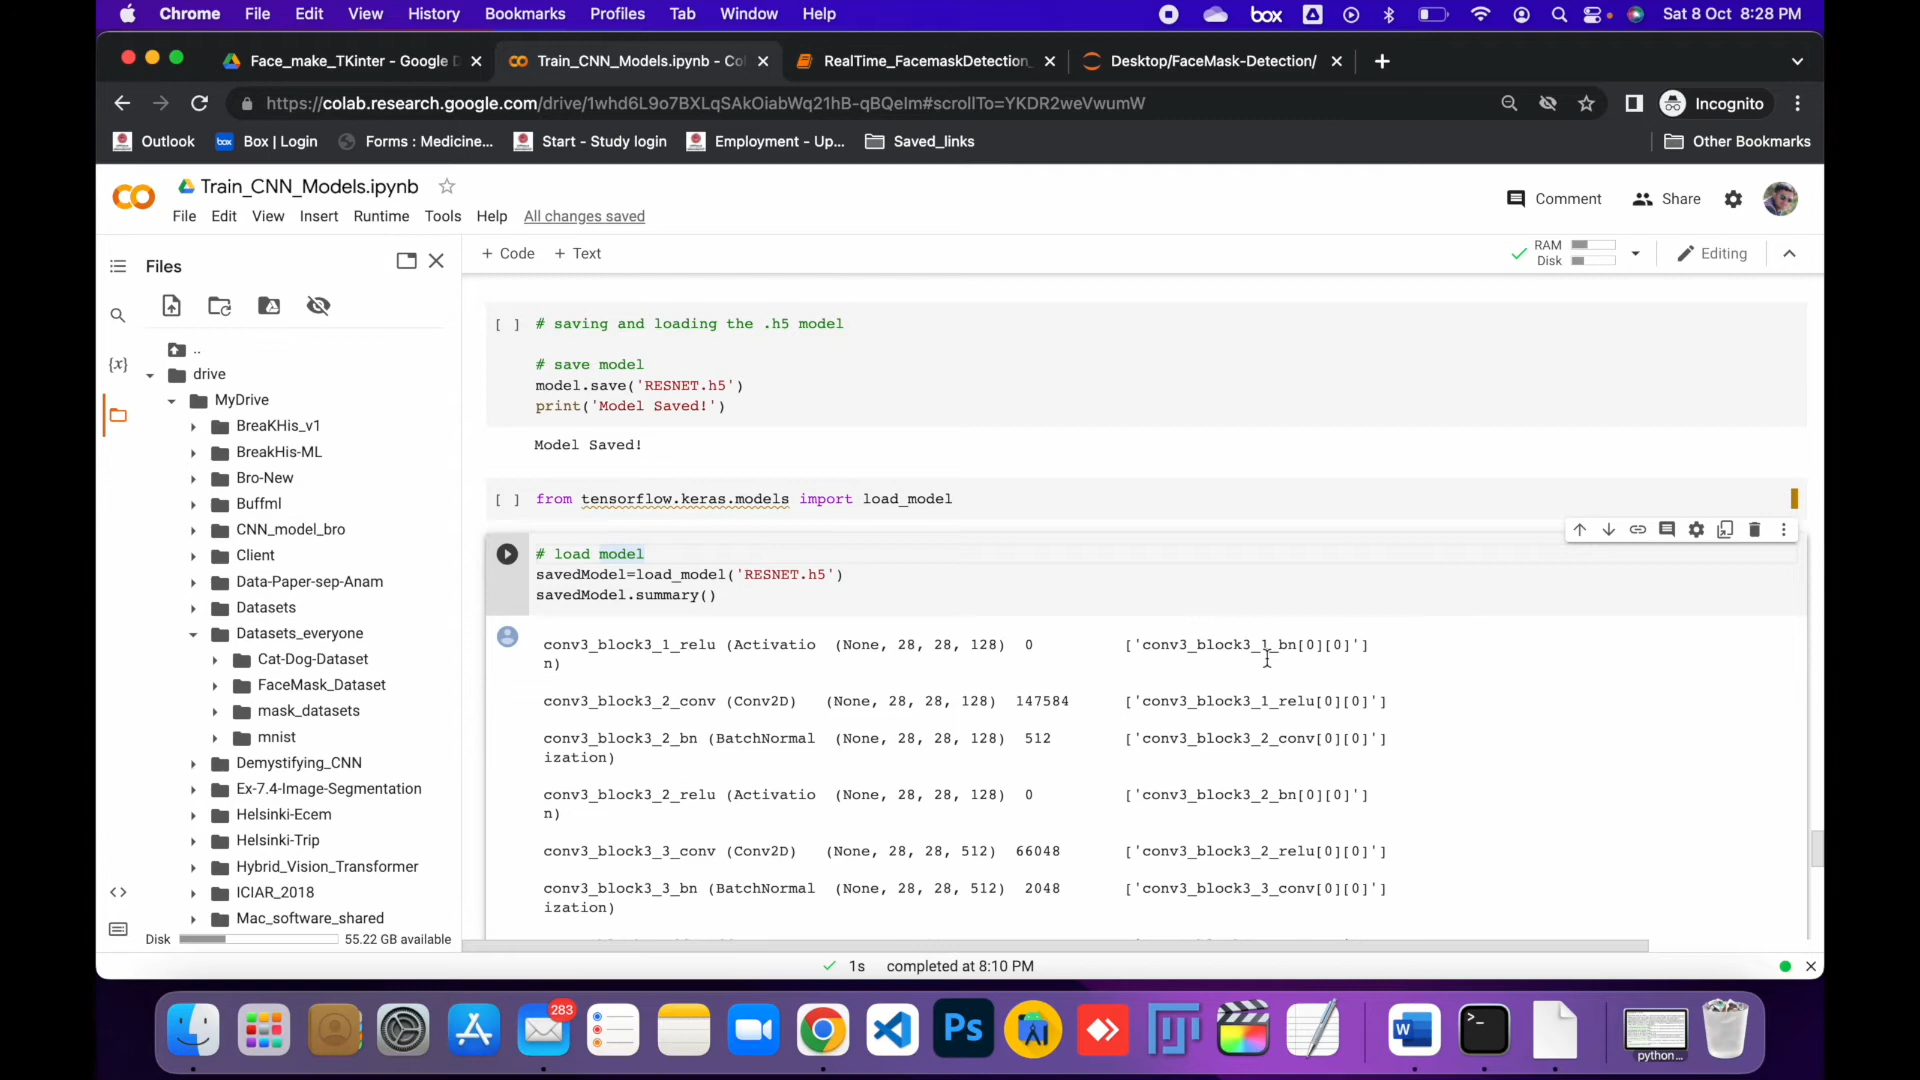 Chrome File Edit View History Bookmarks Profiles Tab Window Help
box
Sat 8 Oct 8:28 PM
Face_make_TKinter - Google D
Train_CNN_Models.ipynb - Co
RealTime_FacemaskDetection_
Desktop/FaceMask-Detection/
https://colab.research.google.com/drive/1whd6L9o7BXLqSAkOiabWq21hB-qBQelm#scrollTo=YKDR2weVwumW
Incognito
Outlook
box Box | Login
Forms : Medicine...
Start - Study login
Employment - Up...
Saved_links
Other Bookmarks
CO Train_CNN_Models.ipynb
Comment Share
File Edit View Insert Runtime Tools Help All changes saved
Files
+ Code + Text
RAM
Disk
Editing
..
{x} drive
MyDrive
BreaKHis_v1
BreakHis-ML
Bro-New
Buffml
CNN_model_bro
Client
Data-Paper-sep-Anam
Datasets
Datasets_everyone
Cat-Dog-Dataset
FaceMask_Dataset
mask_datasets
mnist
Demystifying_CNN
Ex-7.4-Image-Segmentation
Helsinki-Ecem
Helsinki-Trip
Hybrid_Vision_Transformer
ICIAR_2018
Mac_software_shared
Disk 55.22 GB available
[ ] # saving and loading the .h5 model
# save model
model.save('RESNET.h5')
print('Model Saved!')
Model Saved!
[ ] from tensorflow.keras.models import load_model
# load model
savedModel=load_model('RESNET.h5')
savedModel.summary()
conv3_block3_1_relu (Activatio (None, 28, 28, 128) 0 ['conv3_block3_1_bn[0][0]']
n)
conv3_block3_2_conv (Conv2D) (None, 28, 28, 128) 147584 ['conv3_block3_1_relu[0][0]']
conv3_block3_2_bn (BatchNormal (None, 28, 28, 128) 512 ['conv3_block3_2_conv[0][0]']
ization)
conv3_block3_2_relu (Activatio (None, 28, 28, 128) 0 ['conv3_block3_2_bn[0][0]']
n)
conv3_block3_3_conv (Conv2D) (None, 28, 28, 512) 66048 ['conv3_block3_2_relu[0][0]']
conv3_block3_3_bn (BatchNormal (None, 28, 28, 512) 2048 ['conv3_block3_3_conv[0][0]']
ization)
1s completed at 8:10 PM
283
Ps
W
>_
python...